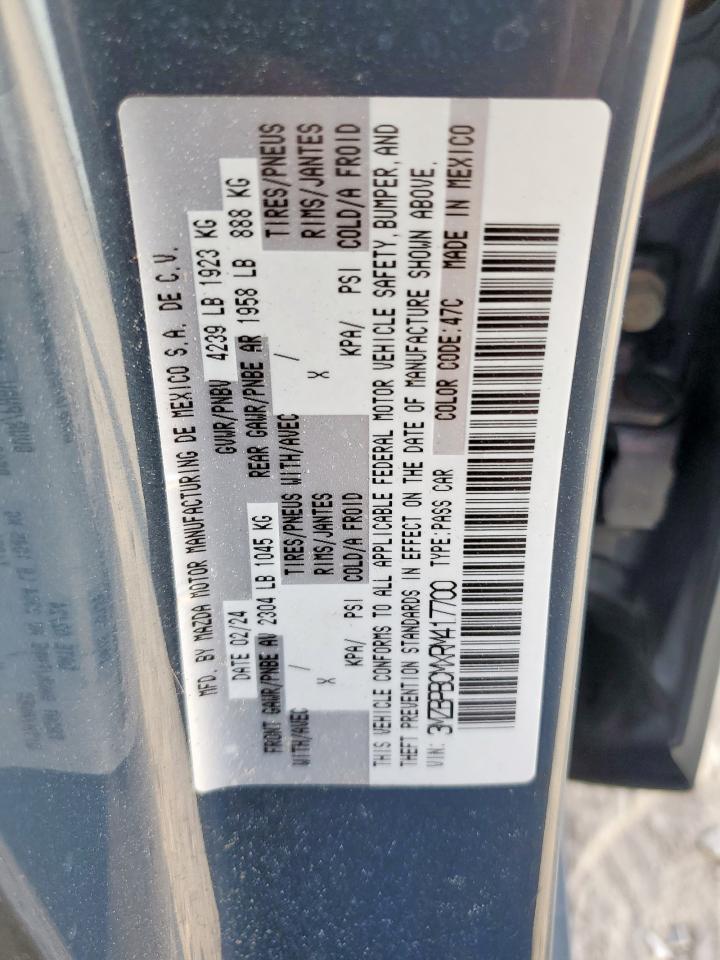 MFD. BY MAZDA MOTOR MANUFACTURING DE MEXICO S.A. DE C.V.
DATE 02/24 GVWR/PNBV 4239 LB 1923 KG
FRONT GAWR/PNBE AV 2304 LB 1045 KG REAR GAWR/PNBE AR 1958 LB 888 KG
WITH/AVEC TIRES/PNEUS WITH/AVEC TIRES/PNEUS
/ RIMS/JANTES / RIMS/JANTES
X X
KPA/ PSI COLD/A FROID KPA/ PSI COLD/A FROID
THIS VEHICLE CONFORMS TO ALL APPLICABLE FEDERAL MOTOR VEHICLE SAFETY, BUMPER, AND
THEFT PREVENTION STANDARDS IN EFFECT ON THE DATE OF MANUFACTURE SHOWN ABOVE.
VIN: TYPE:PASS CAR COLOR CODE:47C MADE IN MEXICO